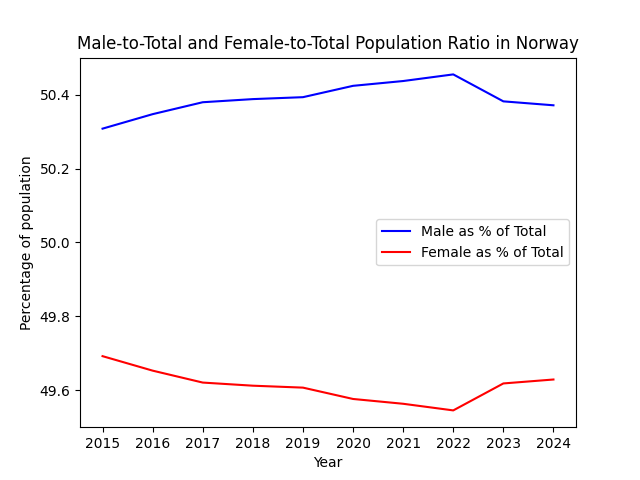 Male-to-Total and Female-to-Total Population Ratio in Norway
Percentage of population
50.4
50.2
50.0
49.8
49.6
Male as % of Total
Female as % of Total
2015 2016 2017 2018 2019 2020 2021 2022 2023 2024
Year